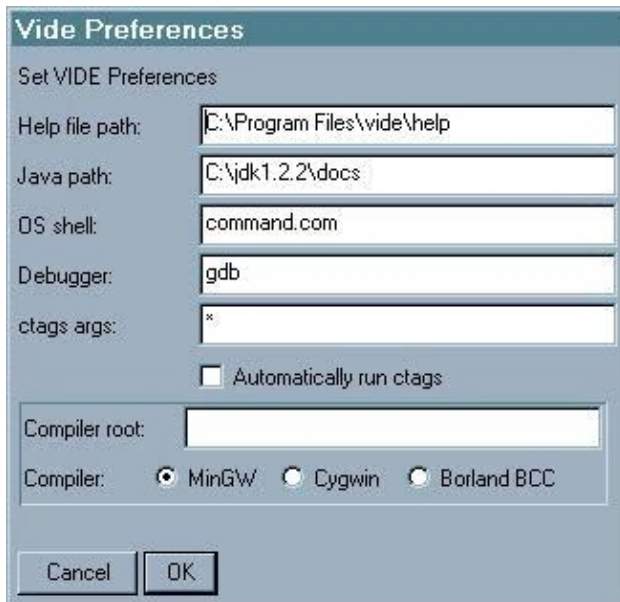 Vide Preferences
Set VIDE Preferences
Help file path: C:\Program Files\vide\help
Java path: C:\jdk1.2.2\docs
OS shell: command.com
Debugger: gdb
ctags args: *
Automatically run ctags
Compiler root:
Compiler: MinGW Cygwin Borland BCC
Cancel OK